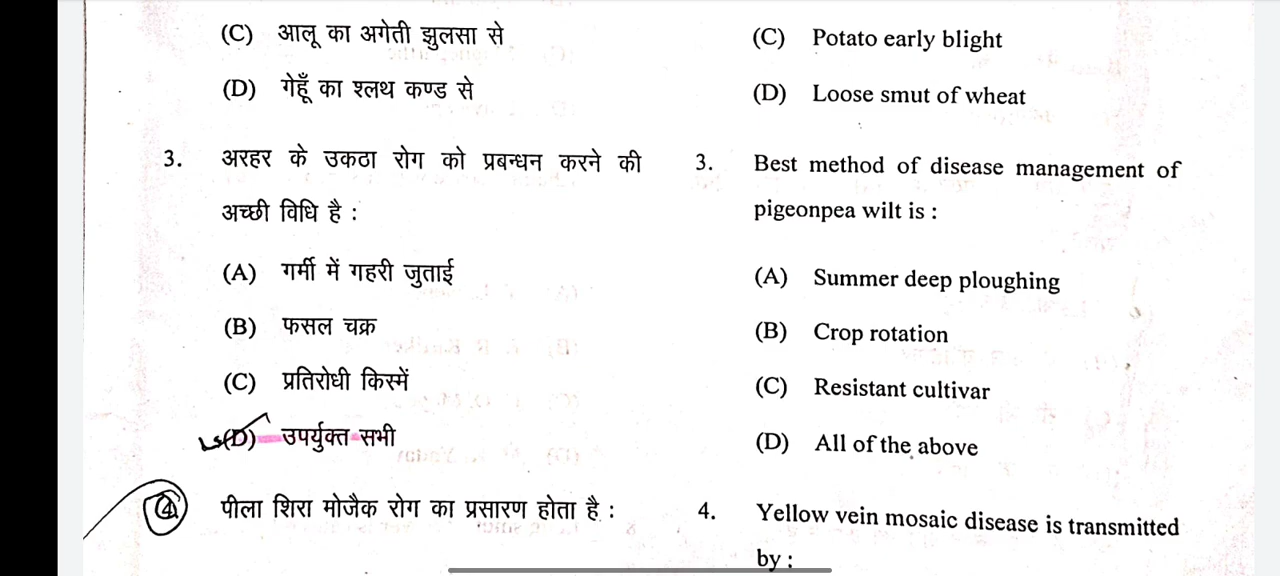 (C) आलू का अगेती झुलसा से
(D) गेहूँ का श्लथ कण्ड से
3. अरहर के उकठा रोग को प्रबन्धन करने की
अच्छी विधि है :
(A) गर्मी में गहरी जुताई
(B) फसल चक्र
(C) प्रतिरोधी किस्में
(D) उपर्युक्त सभी
4 पीला शिरा मोजैक रोग का प्रसारण होता है :
(C) Potato early blight
(D) Loose smut of wheat
3. Best method of disease management of
pigeonpea wilt is :
(A) Summer deep ploughing
(B) Crop rotation
(C) Resistant cultivar
(D) All of the above
4. Yellow vein mosaic disease is transmitted
by :